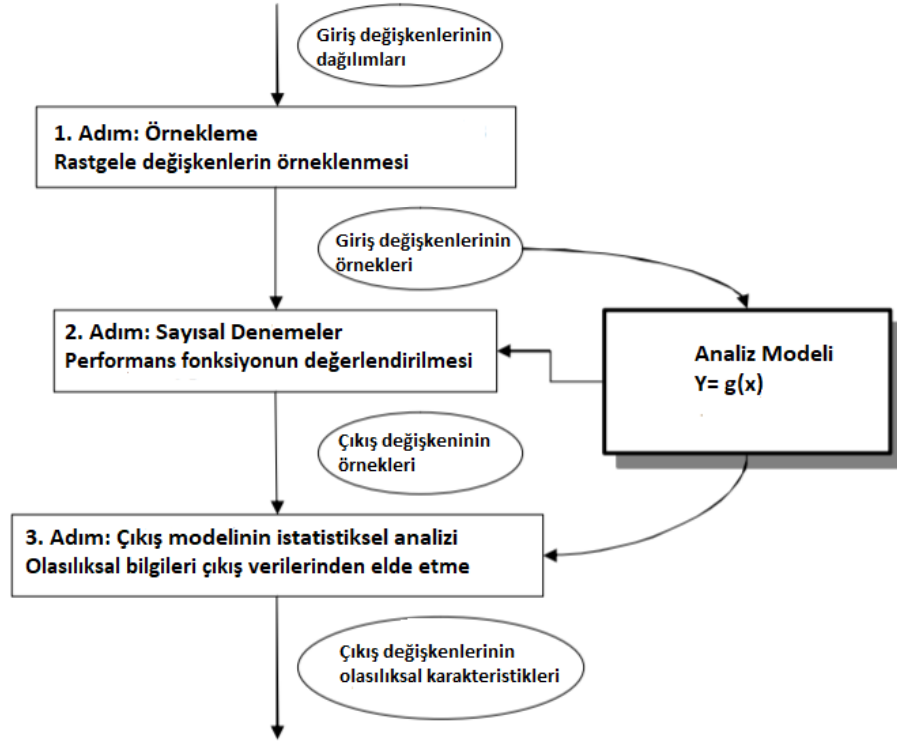 Giriş değişkenlerinin
dağılımları
1. Adım: Örnekleme
Rastgele değişkenlerin örneklenmesi
Giriş değişkenlerinin
örnekleri
2. Adım: Sayısal Denemeler
Performans fonksiyonun değerlendirilmesi
Analiz Modeli
Y= g(x)
Çıkış değişkeninin
örnekleri
3. Adım: Çıkış modelinin istatistiksel analizi
Olasılıksal bilgileri çıkış verilerinden elde etme
Çıkış değişkenlerinin
olasılıksal karakteristikleri